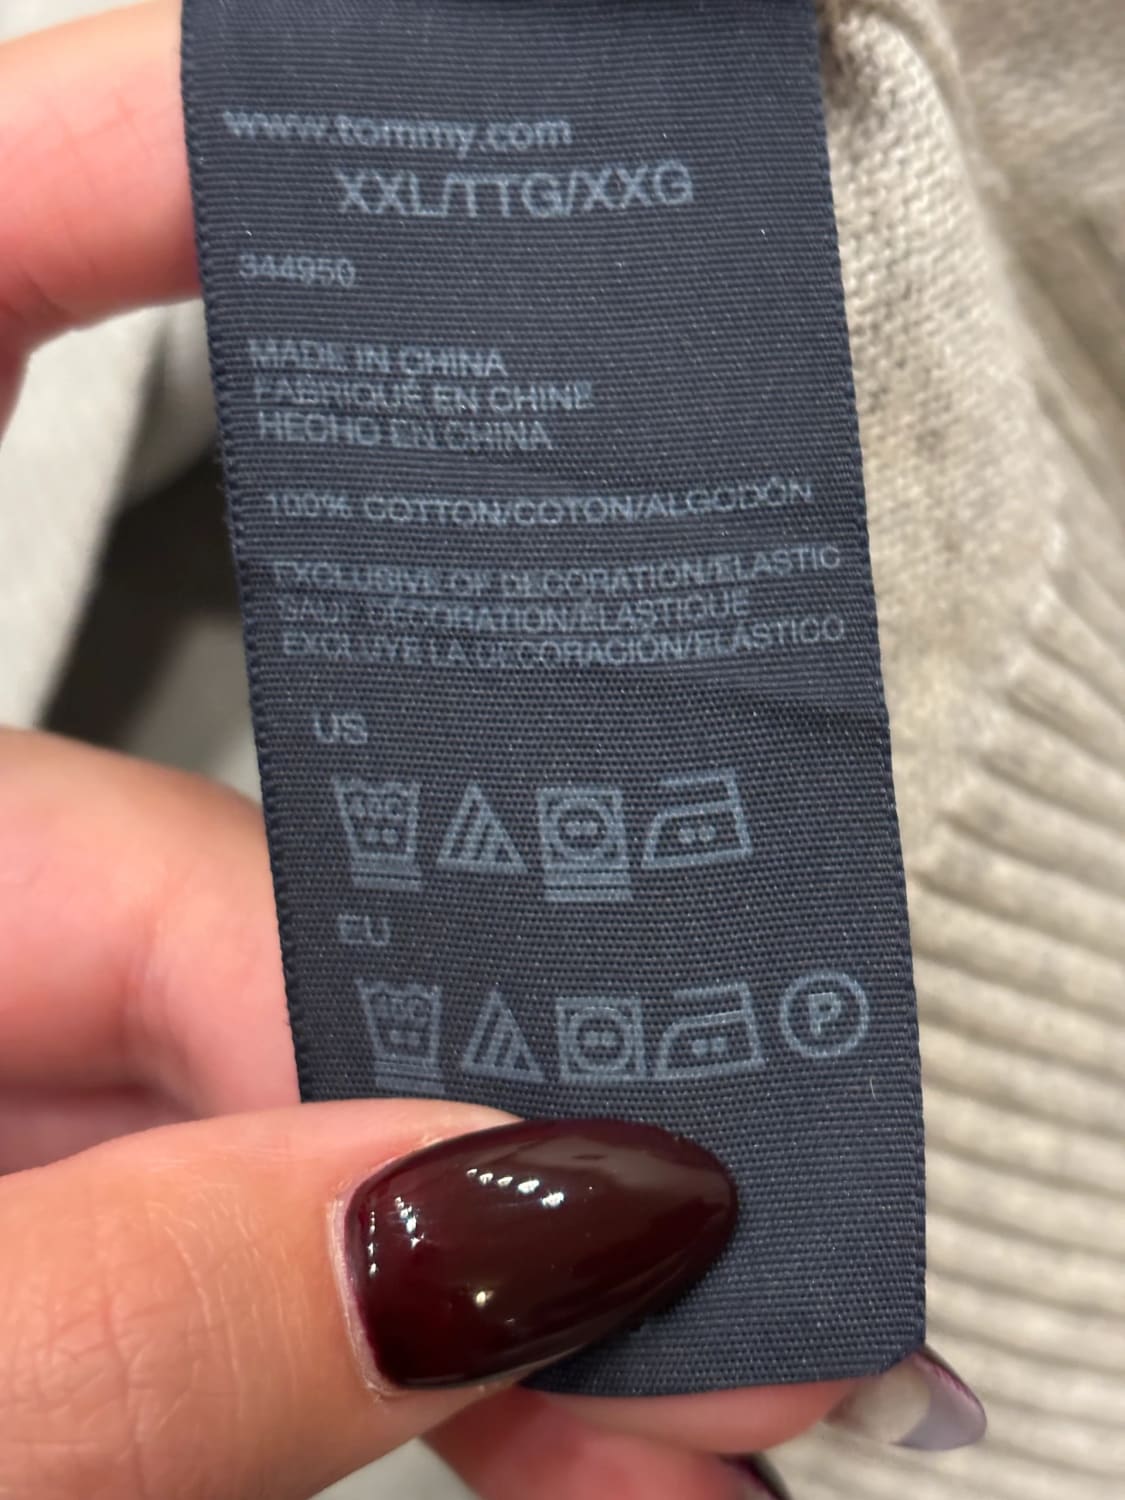 www.tommy.com
XXL/TTG/XXG
344950
MADE IN CHINA
FABRIQUÉ EN CHINE
HECHO EN CHINA
100% COTTON/COTON/ALGODÓN
EXCLUSIVE OF DECORATION/ELASTIC
SAUF DÉCORATION/ÉLASTIQUE
EXCLUYE LA DECORACIÓN/ELÁSTICO
US
EU
P